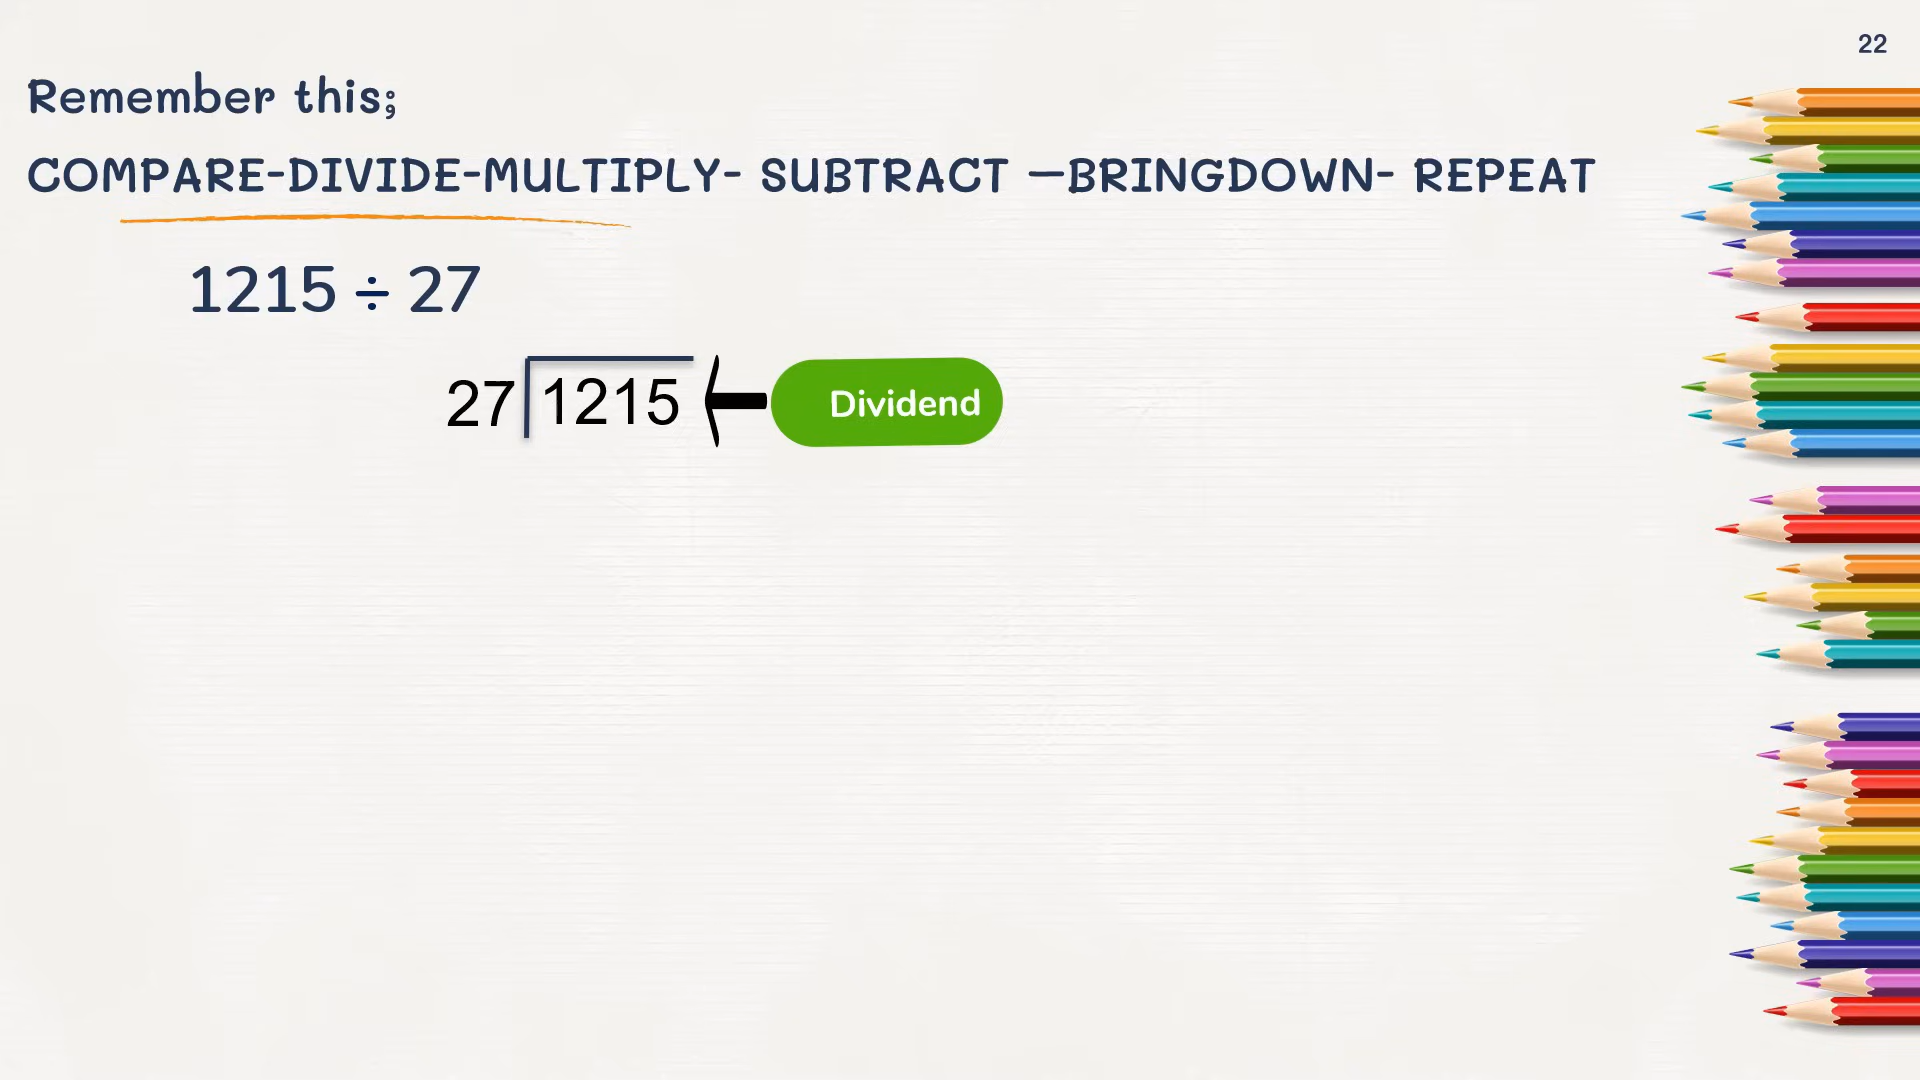 22
Remember this;
COMPARE-DIVIDE-MULTIPLY- SUBTRACT –BRINGDOWN- REPEAT
1215 ÷ 27
27 1215 Dividend